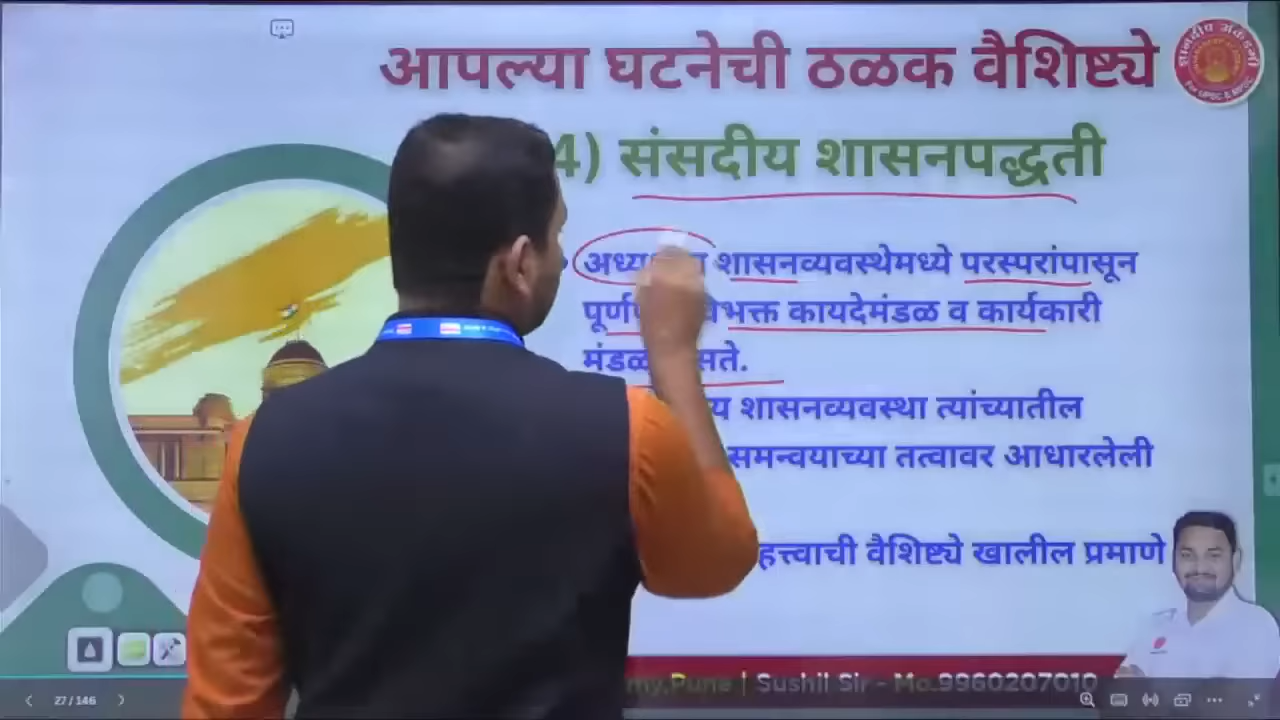 आपल्या घटनेची ठळक वैशिष्ट्ये
4) संसदीय शासनपद्धती
शासनव्यवस्थेमध्ये परस्परांपासून
कायदेमंडळ व कार्यकारी
शासनव्यवस्था त्यांच्यातील
समन्वयाच्या तत्वावर आधारलेली
वैशिष्ट्ये खालील प्रमाणे
Pune | Sushil Sir - Mo.9960207010
27 / 146